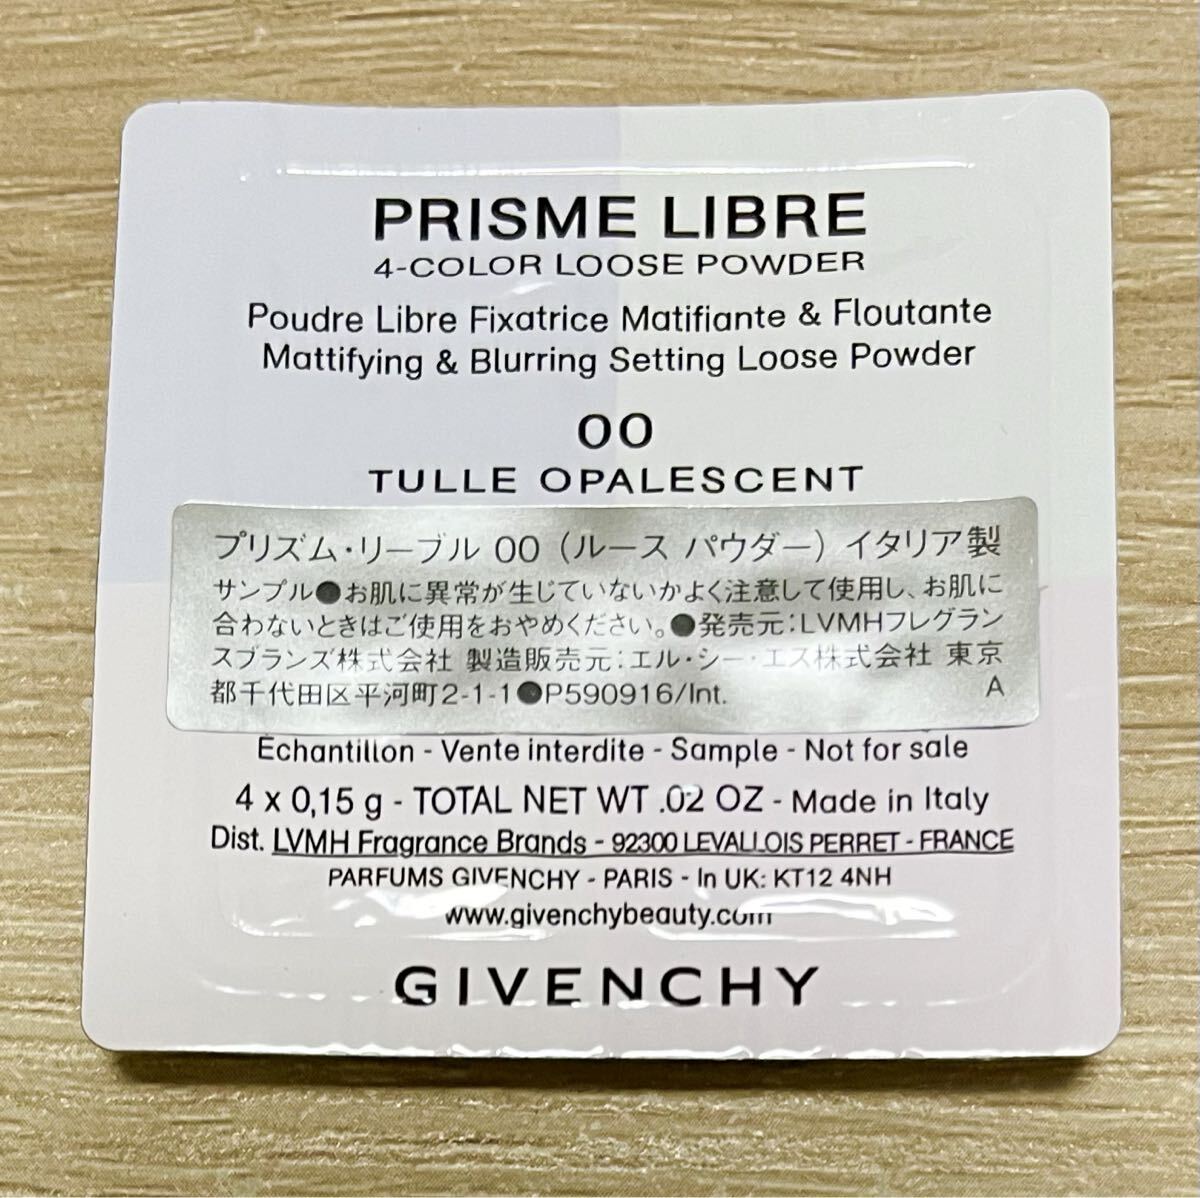 PRISME LIBRE
4-COLOR LOOSE POWDER
Poudre Libre Fixatrice Matifiante & Floutante
Mattifying & Blurring Setting Loose Powder
00
TULLE OPALESCENT
プリズム・リーブル 00 (ルース パウダー) イタリア製
サンプル●お肌に異常が生じていないかよく注意して使用し、お肌に
合わないときはご使用をおやめください。●発売元:LVMHフレグラン
スブランズ株式会社 製造販売元:エル・シー・エス株式会社 東京
都千代田区平河町2-1-1●P590916/Int. A
Échantillon - Vente interdite - Sample - Not for sale
4 x 0,15 g - TOTAL NET WT .02 OZ - Made in Italy
Dist. LVMH Fragrance Brands - 92300 LEVALLOIS PERRET - FRANCE
PARFUMS GIVENCHY - PARIS - In UK: KT12 4NH
www.givenchybeauty.com
GIVENCHY